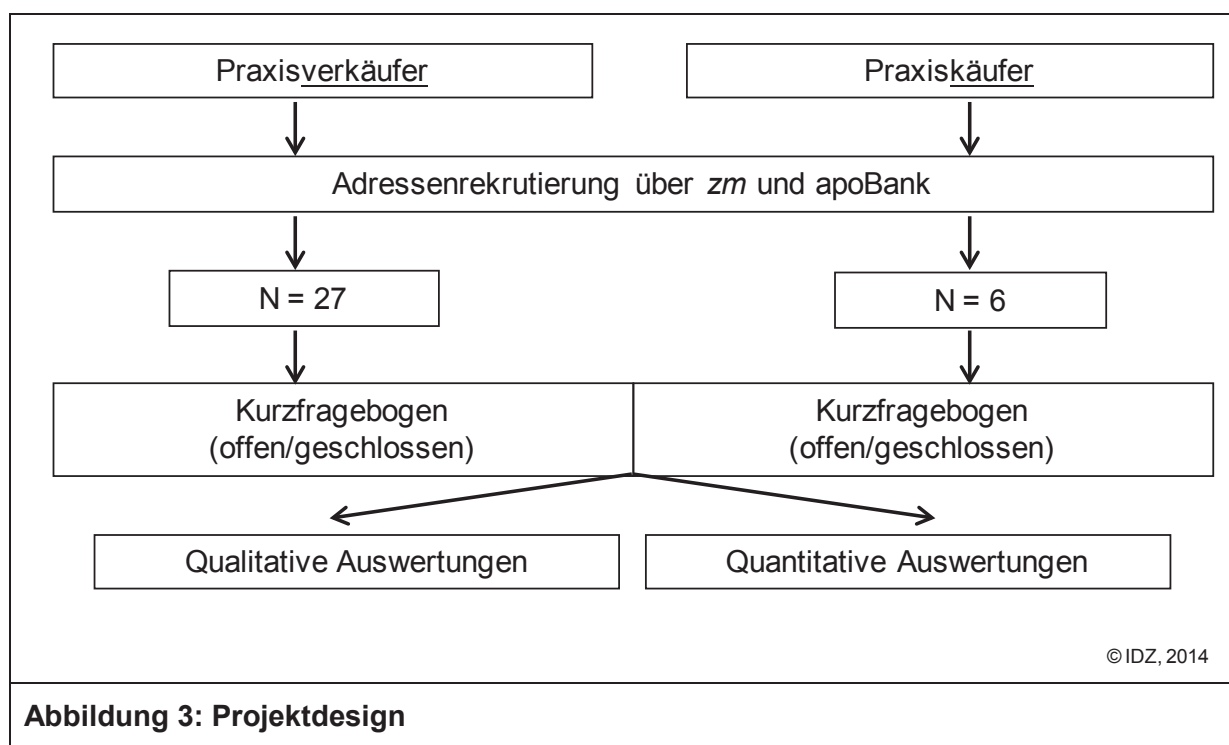 Praxisverkäufer
Praxiskäufer
Adressenrekrutierung über zm und apoBank
N = 27
N = 6
Kurzfragebogen
(offen/geschlossen)
Kurzfragebogen
(offen/geschlossen)
Qualitative Auswertungen
Quantitative Auswertungen
© IDZ, 2014
Abbildung 3: Projektdesign